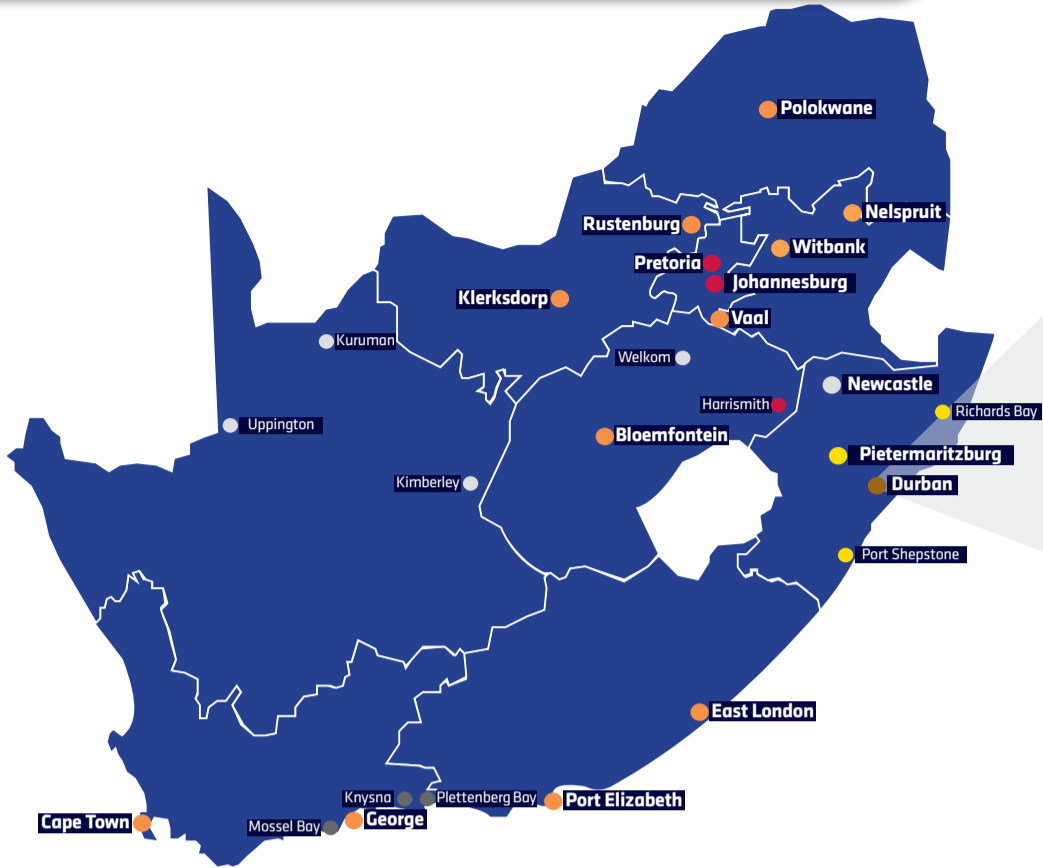 Polokwane
Nelspruit
Rustenburg
Witbank
Pretoria
Johannesburg
Klerksdorp
Vaal
Kuruman
Welkom
Newcastle
Harrismith
Richards Bay
Uppington
Bloemfontein
Pietermaritzburg
Kimberley
Durban
Port Shepstone
East London
Knysna
Plettenberg Bay
Port Elizabeth
George
Cape Town
Mossel Bay